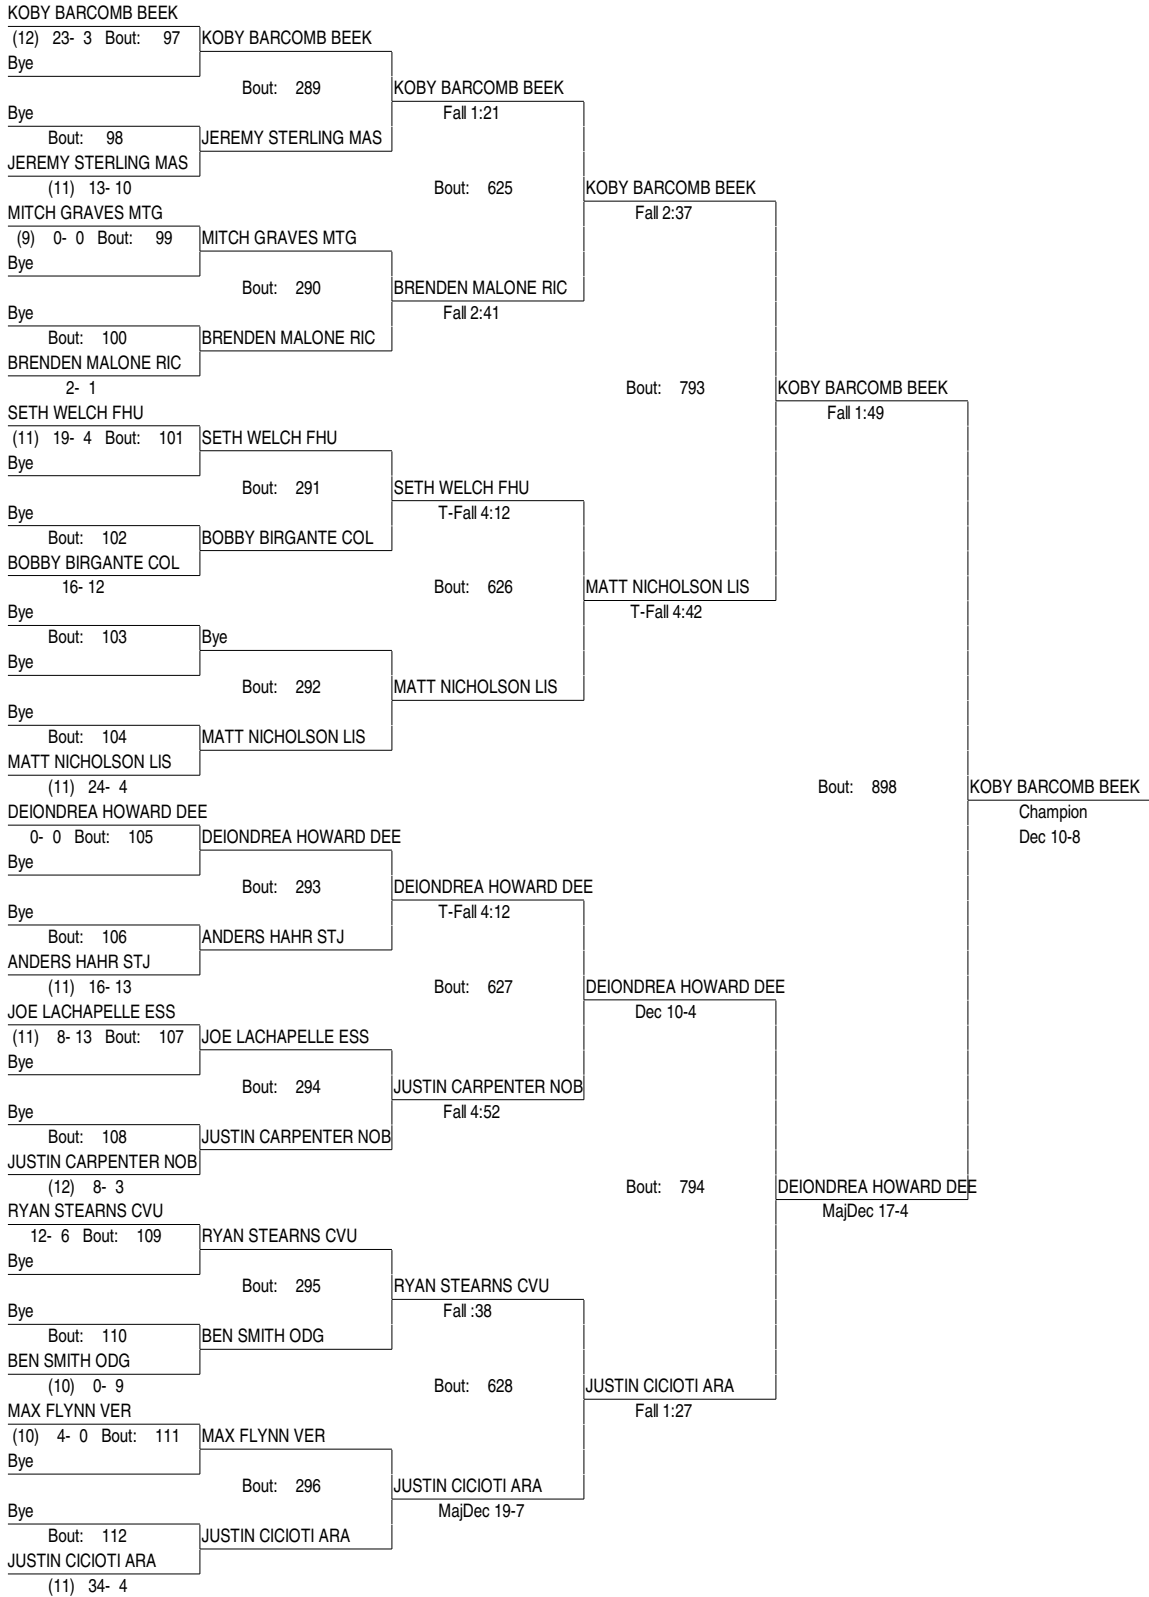 KOBY BARCOMB BEEK
(12) 23- 3 Bout: 97 KOBY BARCOMB BEEK
Bye
Bout: 289 KOBY BARCOMB BEEK
Bye Fall 1:21
Bout: 98 JEREMY STERLING MAS
JEREMY STERLING MAS
(11) 13- 10 Bout: 625 KOBY BARCOMB BEEK
MITCH GRAVES MTG Fall 2:37
(9) 0- 0 Bout: 99 MITCH GRAVES MTG
Bye
Bout: 290 BRENDEN MALONE RIC
Bye Fall 2:41
Bout: 100 BRENDEN MALONE RIC
BRENDEN MALONE RIC
2- 1 Bout: 793 KOBY BARCOMB BEEK
SETH WELCH FHU Fall 1:49
(11) 19- 4 Bout: 101 SETH WELCH FHU
Bye
Bout: 291 SETH WELCH FHU
Bye T-Fall 4:12
Bout: 102 BOBBY BIRGANTE COL
BOBBY BIRGANTE COL
16- 12 Bout: 626 MATT NICHOLSON LIS
Bye T-Fall 4:42
Bout: 103 Bye
Bye
Bout: 292 MATT NICHOLSON LIS
Bye
Bout: 104 MATT NICHOLSON LIS
MATT NICHOLSON LIS
(11) 24- 4 Bout: 898 KOBY BARCOMB BEEK
DEIONDREA HOWARD DEE Champion
0- 0 Bout: 105 DEIONDREA HOWARD DEE Dec 10-8
Bye
Bout: 293 DEIONDREA HOWARD DEE
Bye T-Fall 4:12
Bout: 106 ANDERS HAHR STJ
ANDERS HAHR STJ
(11) 16- 13 Bout: 627 DEIONDREA HOWARD DEE
JOE LACHAPELLE ESS Dec 10-4
(11) 8- 13 Bout: 107 JOE LACHAPELLE ESS
Bye
Bout: 294 JUSTIN CARPENTER NOB
Bye Fall 4:52
Bout: 108 JUSTIN CARPENTER NOB
JUSTIN CARPENTER NOB
(12) 8- 3 Bout: 794 DEIONDREA HOWARD DEE
RYAN STEARNS CVU MajDec 17-4
12- 6 Bout: 109 RYAN STEARNS CVU
Bye
Bout: 295 RYAN STEARNS CVU
Bye Fall :38
Bout: 110 BEN SMITH ODG
BEN SMITH ODG
(10) 0- 9 Bout: 628 JUSTIN CICIOTI ARA
MAX FLYNN VER Fall 1:27
(10) 4- 0 Bout: 111 MAX FLYNN VER
Bye
Bout: 296 JUSTIN CICIOTI ARA
Bye MajDec 19-7
Bout: 112 JUSTIN CICIOTI ARA
JUSTIN CICIOTI ARA
(11) 34- 4